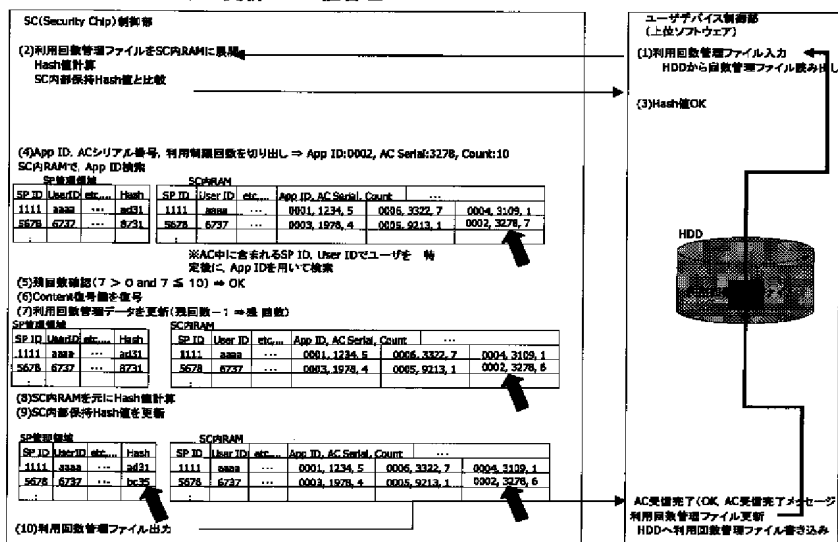 SC(Security Chip)制御部
(2)利用回数管理ファイルをSC内RAMに展開
Hash値計算
SC内部保持Hash値と比較
(4)App ID, ACシリアル番号, 利用制限回数を切り出し ⇒ App ID:0002, AC Serial:3278, Count:10
SC内RAMで, App ID検索
SP管理領域
SP ID UserID etc,... Hash
1111 aaaa ... ad31
5678 6737 ... 8731
:
SC内RAM
SP ID User ID etc,... App ID, AC Serial, Count ...
1111 aaaa ... 0001, 1234, 5 0006, 3322, 7 0004, 3109, 1
5678 6737 ... 0003, 1978, 4 0005, 9213, 1 0002, 3278, 7
:
※AC中に含まれるSP ID, User IDでユーザを 特
定後に, App IDを用いて検索
(5)残回数確認(7 > 0 and 7 ≦ 10) ⇒ OK
(6)Content復号鍵を復号
(7)利用回数管理データを更新(残回数−1 ⇒残 回数)
SP管理領域
SP ID UserID etc,... Hash
1111 aaaa ... ad31
5678 6737 ... 8731
:
SC内RAM
SP ID User ID etc,... App ID, AC Serial, Count ...
1111 aaaa ... 0001, 1234, 5 0006, 3322, 7 0004, 3109, 1
5678 6737 ... 0003, 1978, 4 0005, 9213, 1 0002, 3278, 6
:
(8)SC内RAMを元にHash値計算
(9)SC内部保持Hash値を更新
SP管理領域
SP ID UserID etc,... Hash
1111 aaaa ... ad31
5678 6737 ... bc35
:
SC内RAM
SP ID User ID etc,... App ID, AC Serial, Count ...
1111 aaaa ... 0001, 1234, 5 0006, 3322, 7 0004, 3109, 1
5678 6737 ... 0003, 1978, 4 0005, 9213, 1 0002, 3278, 6
:
(10)利用回数管理ファイル出力
ユーザデバイス制御部
(上位ソフトウェア)
(1)利用回数管理ファイル入力
HDDから回数管理ファイル読み出し
(3)Hash値OK
HDD
AC受信完了(OK, AC受信完了メッセージ
利用回数管理ファイル更新
HDDへ利用回数管理ファイル書き込み